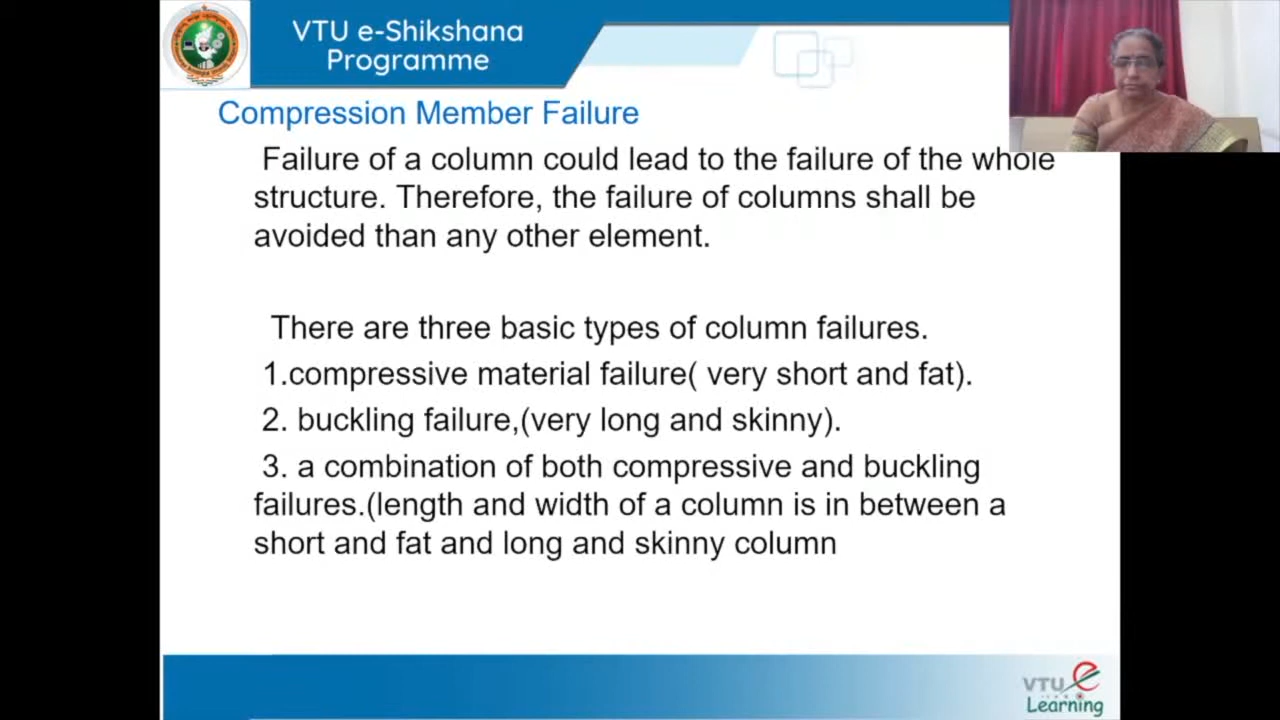 VTU e-Shikshana
Programme
Compression Member Failure
Failure of a column could lead to the failure of the whole
structure. Therefore, the failure of columns shall be
avoided than any other element.
There are three basic types of column failures.
1.compressive material failure( very short and fat).
2. buckling failure,(very long and skinny).
3. a combination of both compressive and buckling
failures.(length and width of a column is in between a
short and fat and long and skinny column
VTU e
Learning